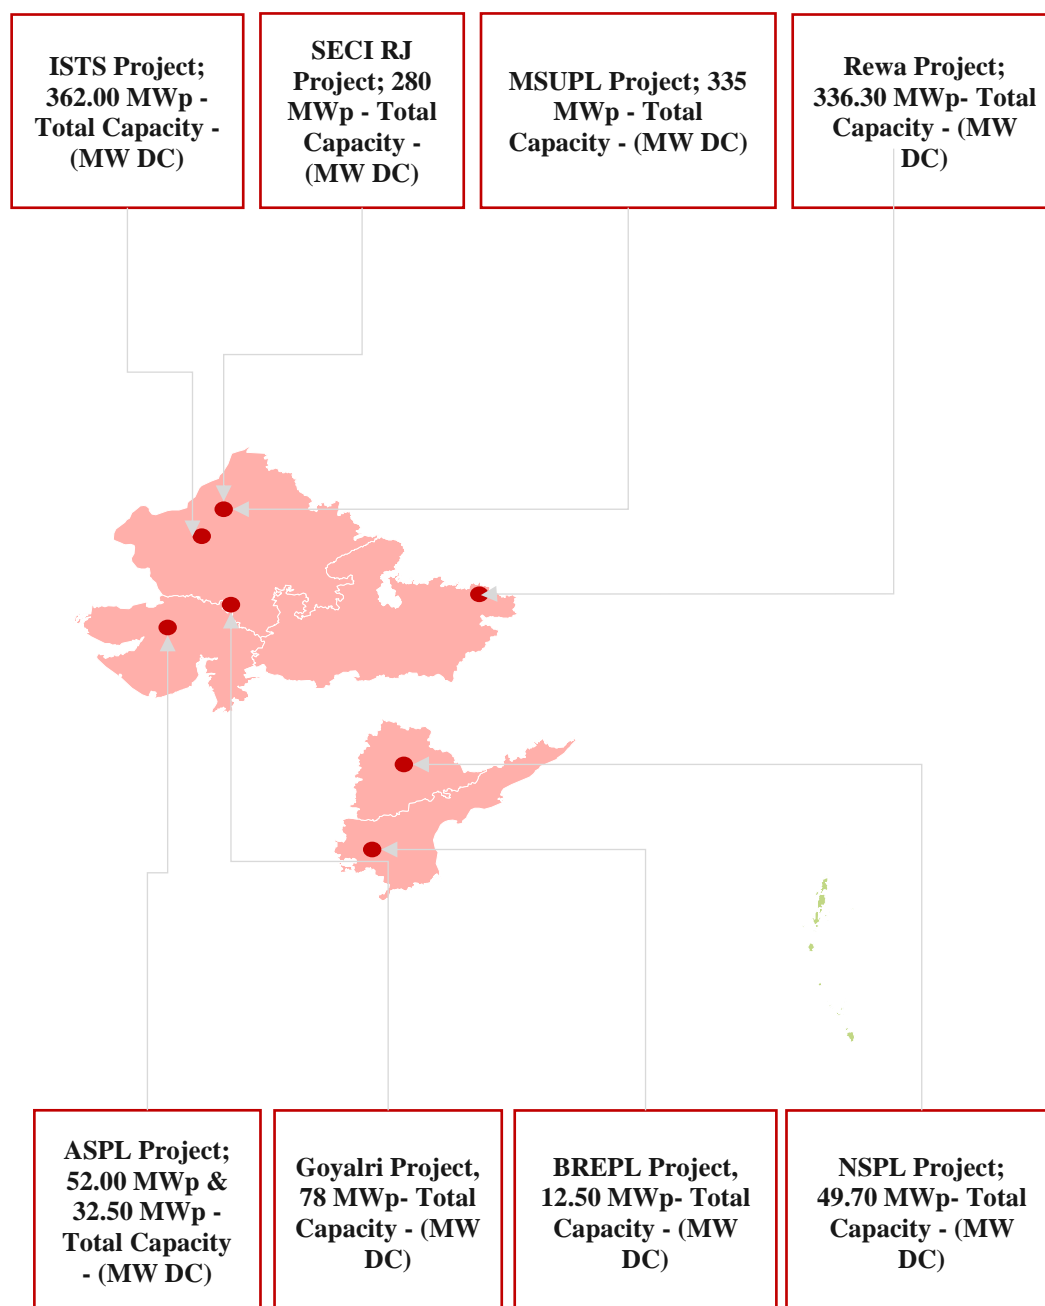 ISTS Project;
362.00 MWp -
Total Capacity -
(MW DC)
SECI RJ
Project; 280
MWp - Total
Capacity -
(MW DC)
MSUPL Project; 335
MWp - Total
Capacity - (MW DC)
Rewa Project;
336.30 MWp- Total
Capacity - (MW
DC)
ASPL Project;
52.00 MWp &
32.50 MWp -
Total Capacity
- (MW DC)
Goyalri Project,
78 MWp- Total
Capacity - (MW
DC)
BREPL Project,
12.50 MWp- Total
Capacity - (MW
DC)
NSPL Project;
49.70 MWp- Total
Capacity - (MW
DC)